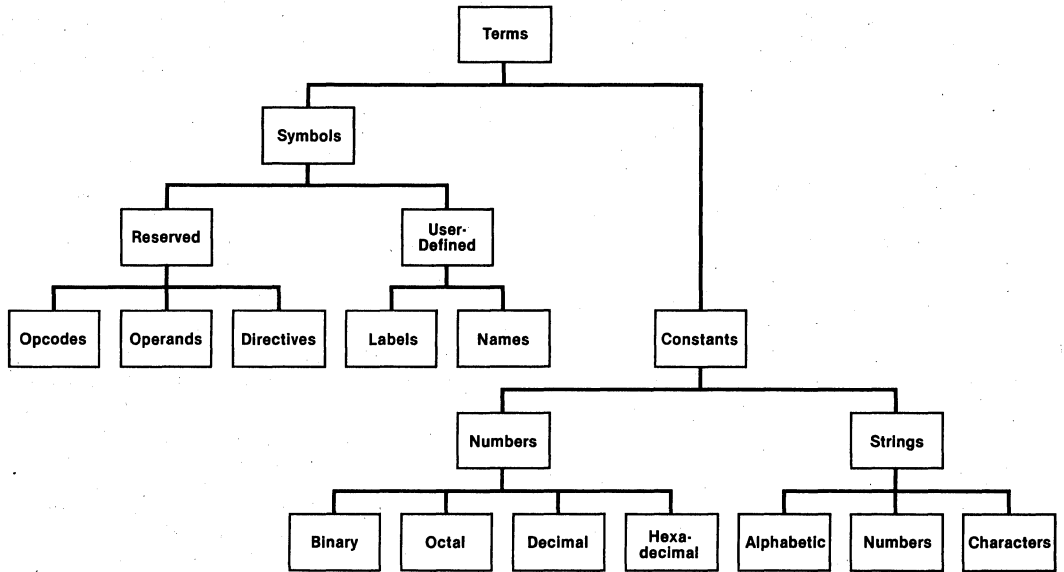 Terms
Symbols
Reserved
User-
Defined
Opcodes
Operands
Directives
Labels
Names
Constants
Numbers
Strings
Binary
Octal
Decimal
Hexa-
decimal
Alphabetic
Numbers
Characters